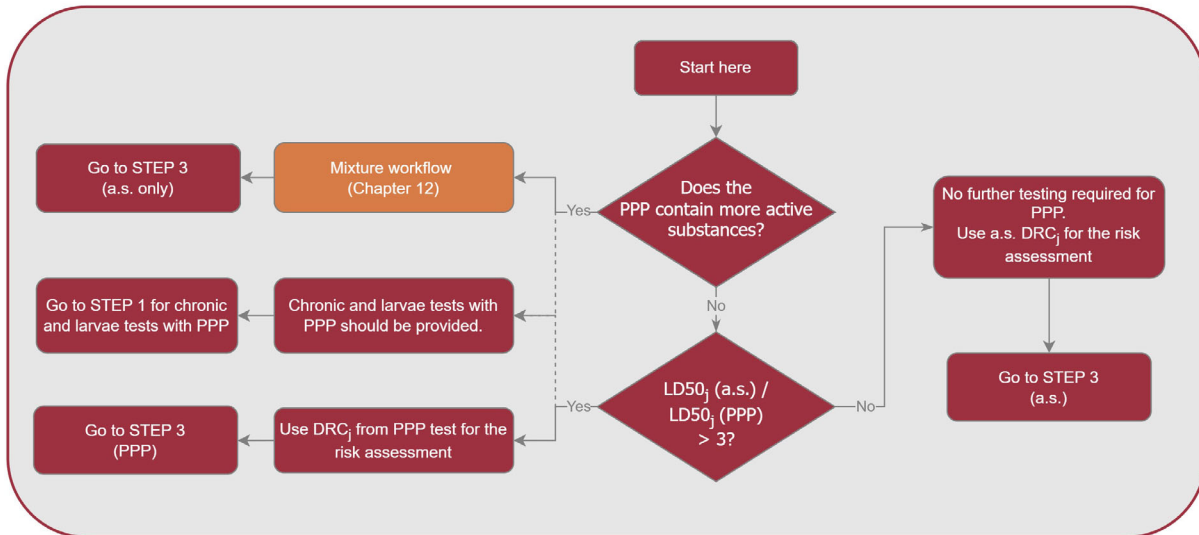 Start here
Does the
PPP contain more active
substances?
Yes
Mixture workflow
(Chapter 12)
Go to STEP 3
(a.s. only)
Chronic and larvae tests with
PPP should be provided.
Go to STEP 1 for chronic
and larvae tests with PPP
No
LD50j (a.s.) /
LD50j (PPP)
> 3?
Yes
Use DRCj from PPP test for the
risk assessment
Go to STEP 3
(PPP)
No
No further testing required for
PPP.
Use a.s. DRCj for the risk
assessment
Go to STEP 3
(a.s.)